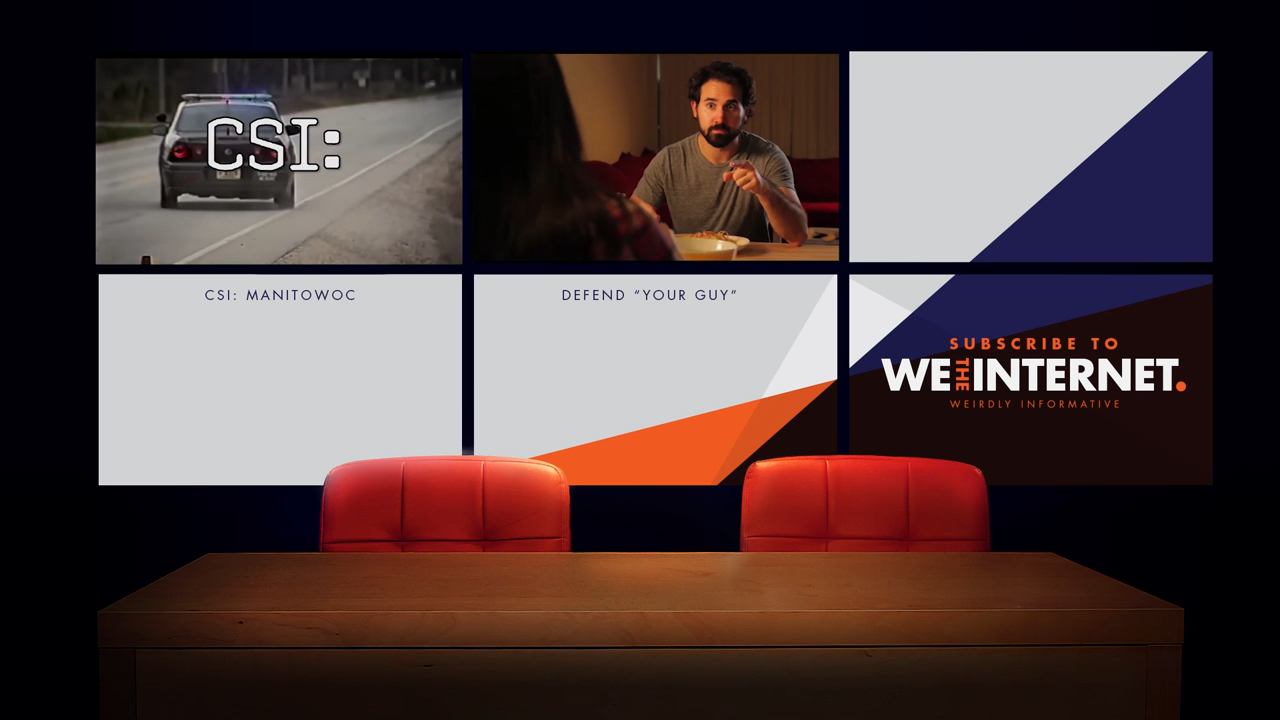 CSI:
CSI: MANITOWOC
DEFEND “YOUR GUY”
SUBSCRIBE TO
WE THE INTERNET.
WEIRDLY INFORMATIVE